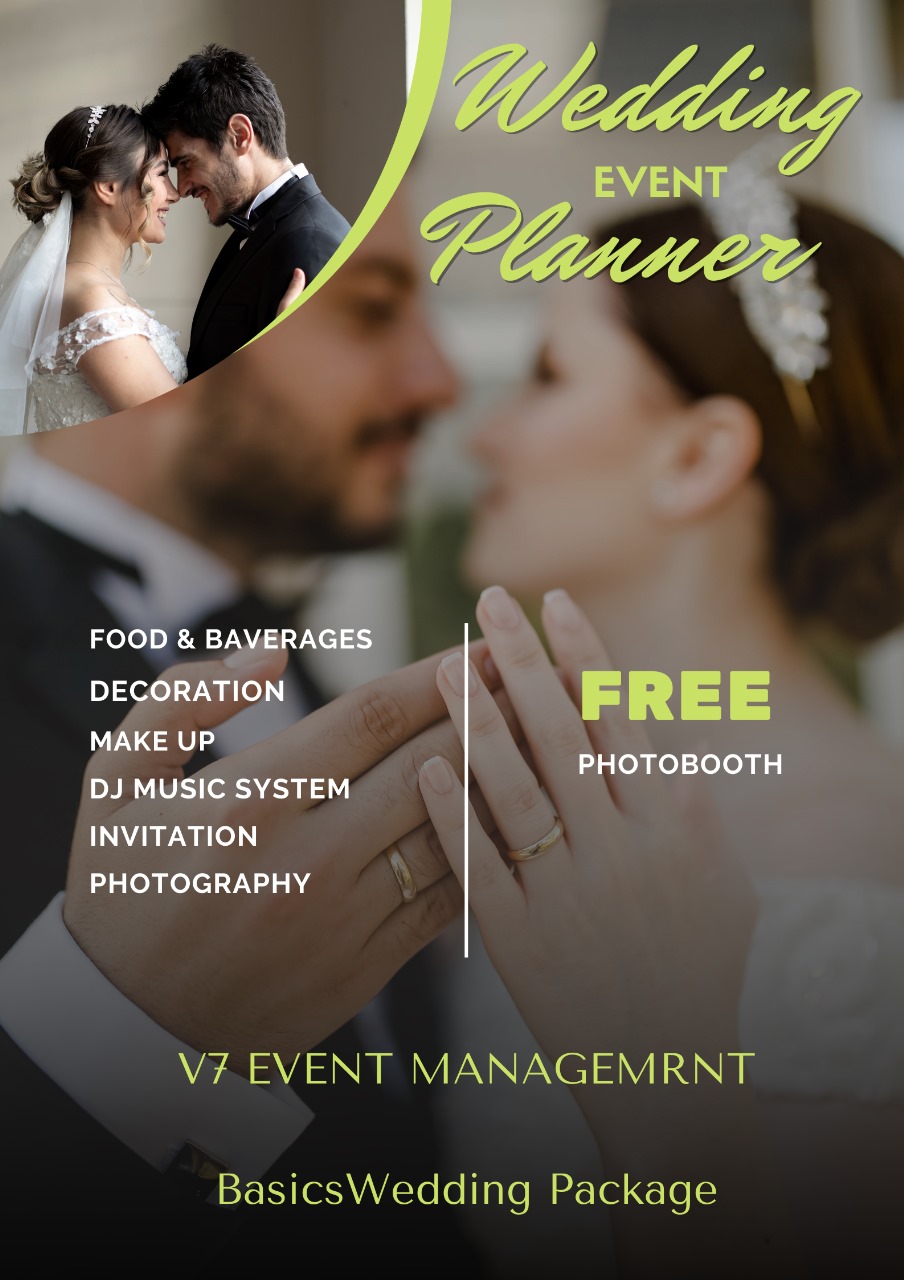 Wedding
EVENT
Planner
FOOD & BAVERAGES
DECORATION
MAKE UP
DJ MUSIC SYSTEM
INVITATION
PHOTOGRAPHY
FREE
PHOTOBOOTH
V7 EVENT MANAGEMRNT
BasicsWedding Package